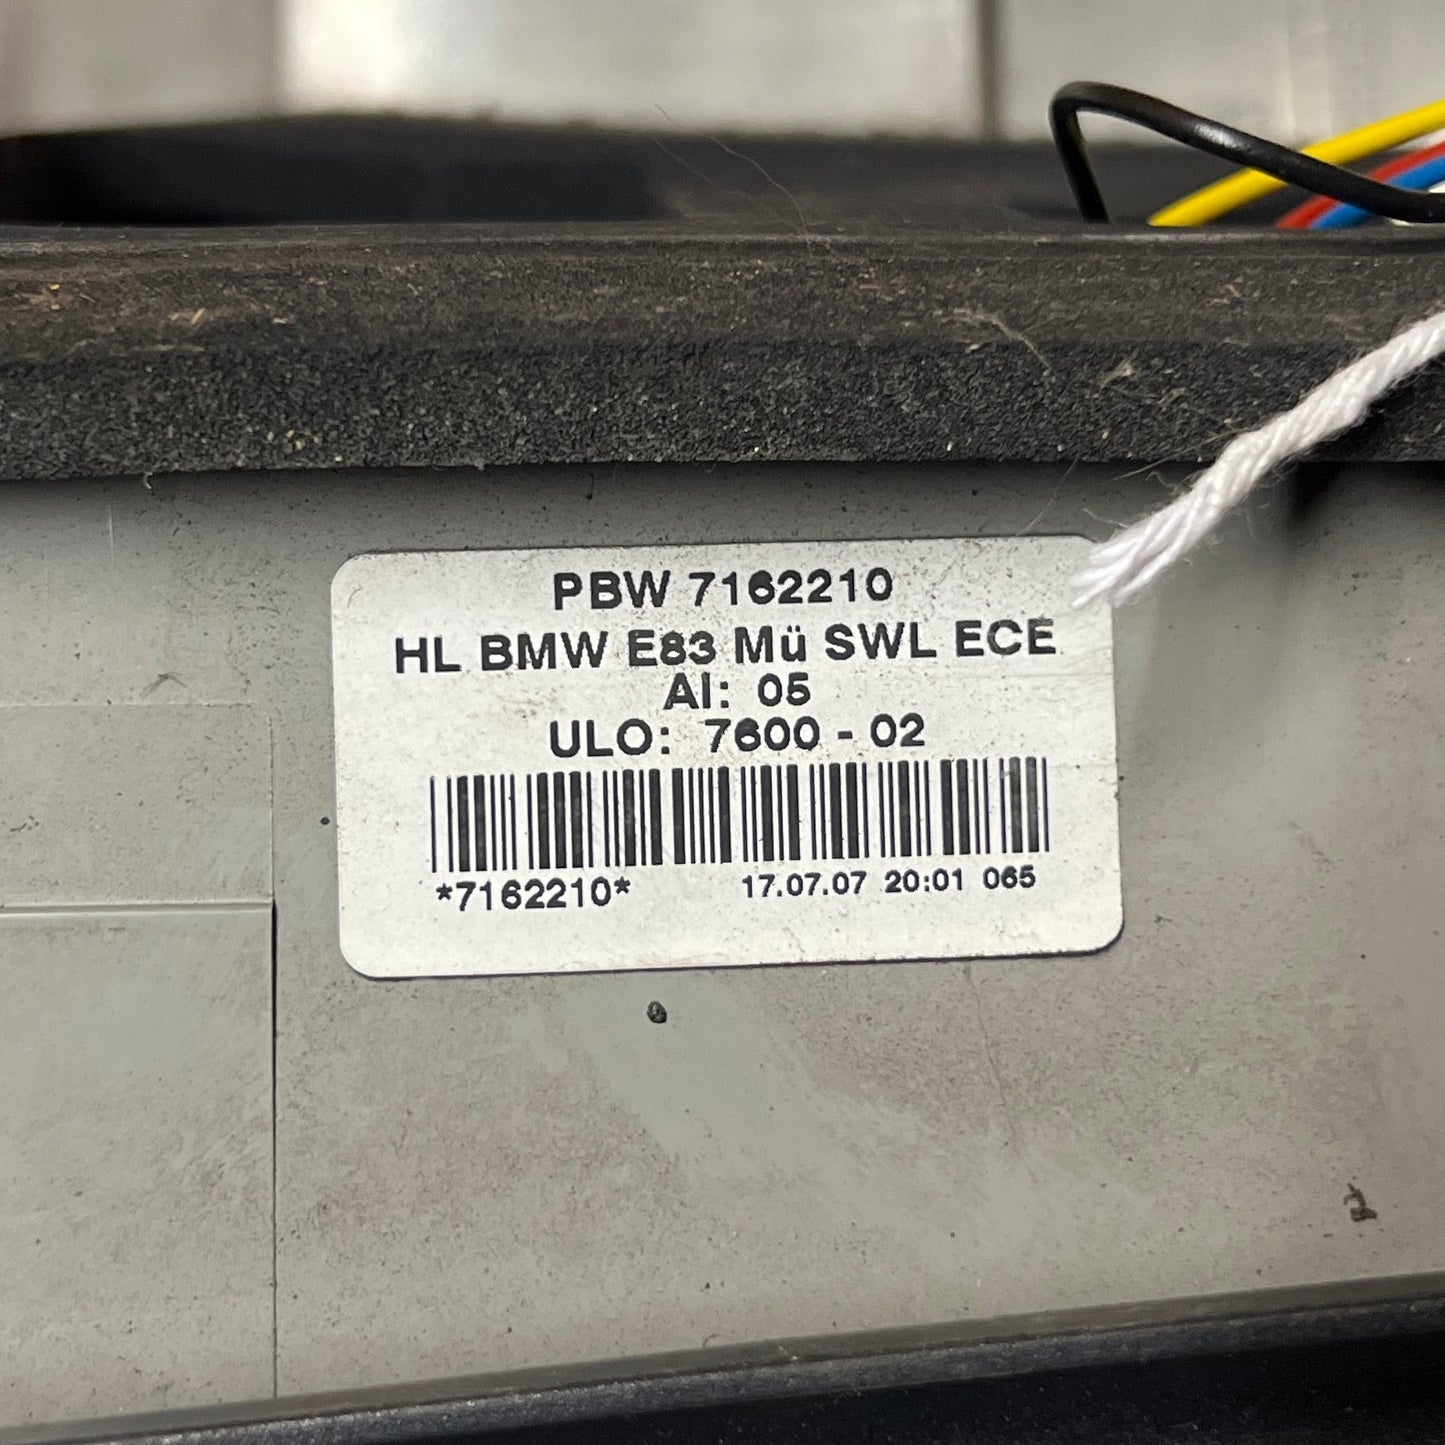 PBW 7162210
HL BMW E83 Mü SWL ECE
AI: 05
ULO: 7600 - 02
*7162210* 17.07.07 20:01 065